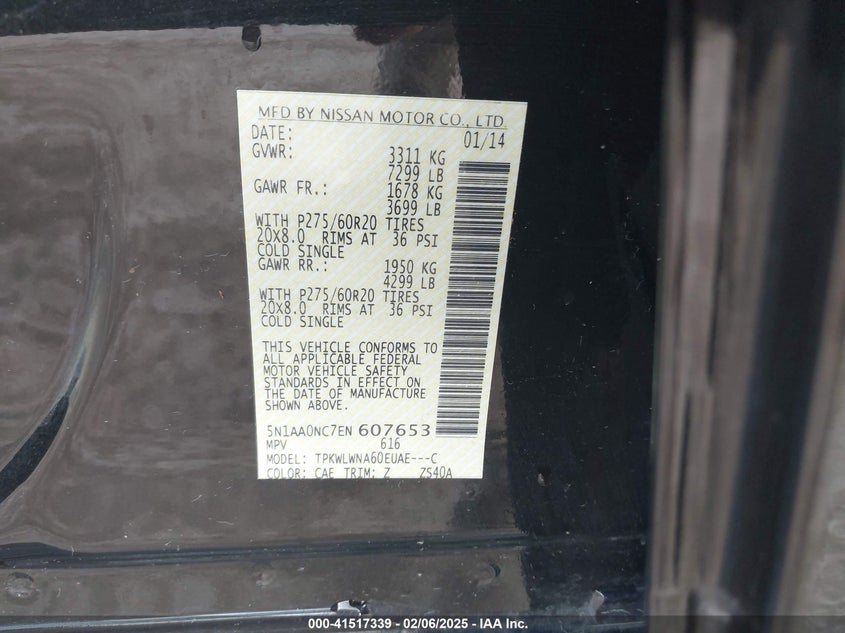 MFD BY NISSAN MOTOR CO., LTD.
DATE: 01/14
GVWR: 3311 KG
7299 LB
GAWR FR.: 1678 KG
3699 LB
WITH P275/60R20 TIRES
20X8.0 RIMS AT 36 PSI
COLD SINGLE
GAWR RR.: 1950 KG
4299 LB
WITH P275/60R20 TIRES
20X8.0 RIMS AT 36 PSI
COLD SINGLE
THIS VEHICLE CONFORMS TO
ALL APPLICABLE FEDERAL
MOTOR VEHICLE SAFETY
STANDARDS IN EFFECT ON
THE DATE OF MANUFACTURE
SHOWN ABOVE.
5N1AA0NC7EN 607653
MPV 616
MODEL: TPKWLWNA60EUAE---C
COLOR: CAE TRIM: Z ZS40A
000-41517339 - 02/06/2025 - IAA Inc.